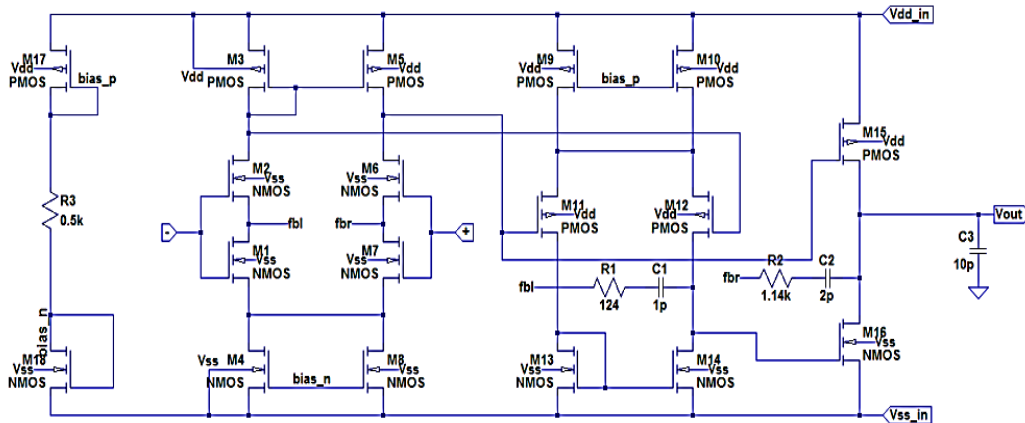 Vdd_in
M17
Vdd
PMOS
bias_p
M3
Vdd
PMOS
M5
Vdd
PMOS
M9
Vdd
PMOS
bias_p
M10
Vdd
PMOS
M15
Vdd
PMOS
R3
0.5k
M2
Vss
NMOS
M6
Vss
NMOS
-
fbl
fbr
+
M1
Vss
NMOS
M7
Vss
NMOS
M11
Vdd
PMOS
M12
Vdd
PMOS
Vout
C3
10p
fbl
R1
124
C1
1p
fbr
R2
1.14k
C2
2p
bias_n
M18
Vss
NMOS
Vss
M4
NMOS
bias_n
M8
Vss
NMOS
M13
Vss
NMOS
M14
Vss
NMOS
M16
Vss
NMOS
Vss_in